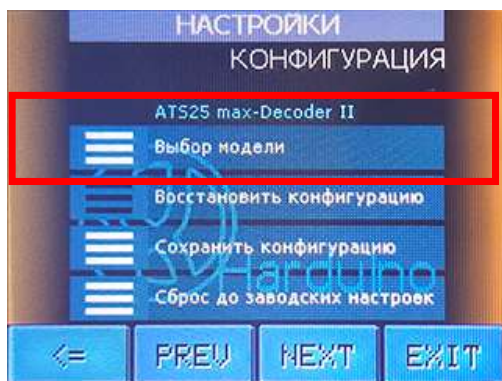 НАСТРОЙКИ
КОНФИГУРАЦИЯ
ATS25 max-Decoder II
Выбор модели
Восстановить конфигурацию
Сохранить конфигурацию
Harduino
Сброс до заводских настроек
<= PREV NEXT EXIT